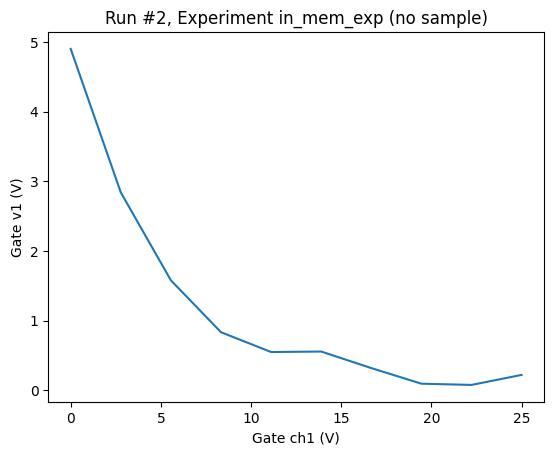 Run #2, Experiment in_mem_exp (no sample)
5
4
3
2
1
0
Gate v1 (V)
0 5 10 15 20 25
Gate ch1 (V)